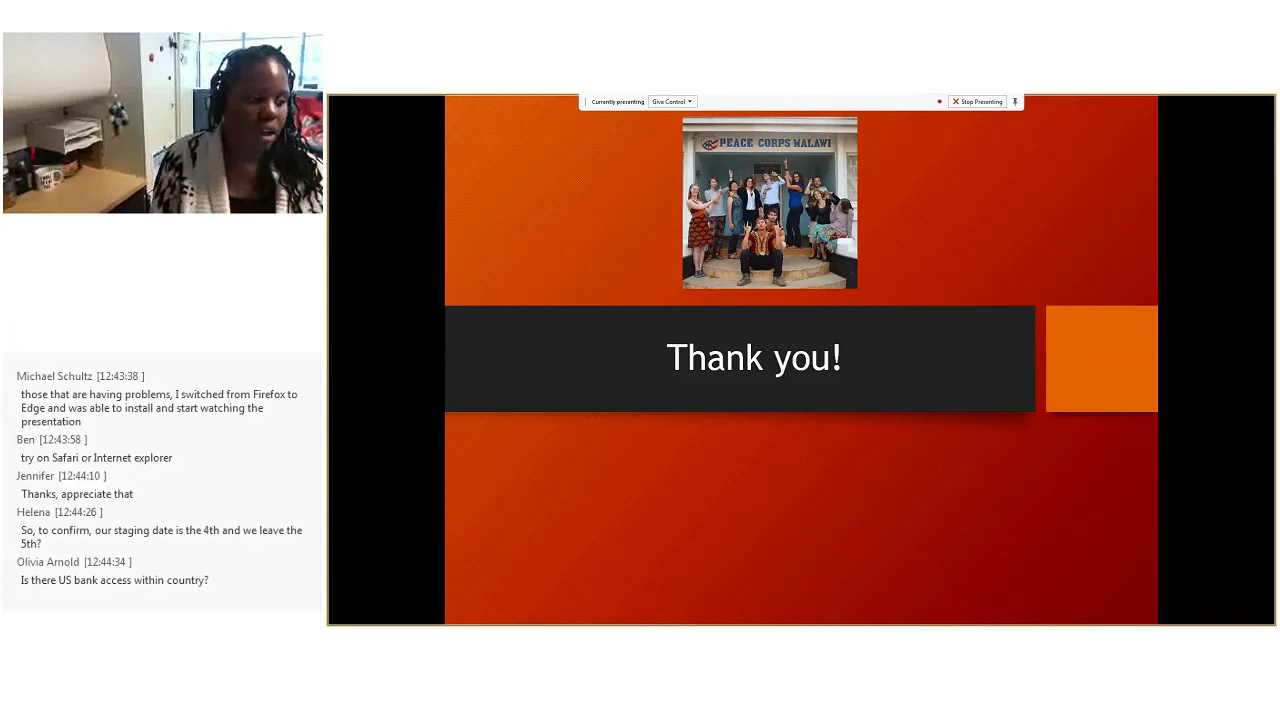 Currently presenting Give Control Stop Presenting
PEACE CORPS MALAWI
Thank you!
Michael Schultz [12:43:38 ]
those that are having problems, I switched from Firefox to
Edge and was able to install and start watching the
presentation
Ben [12:43:58 ]
try on Safari or Internet explorer
Jennifer [12:44:10 ]
Thanks, appreciate that
Helena [12:44:26 ]
So, to confirm, our staging date is the 4th and we leave the
5th?
Olivia Arnold [12:44:34 ]
Is there US bank access within country?